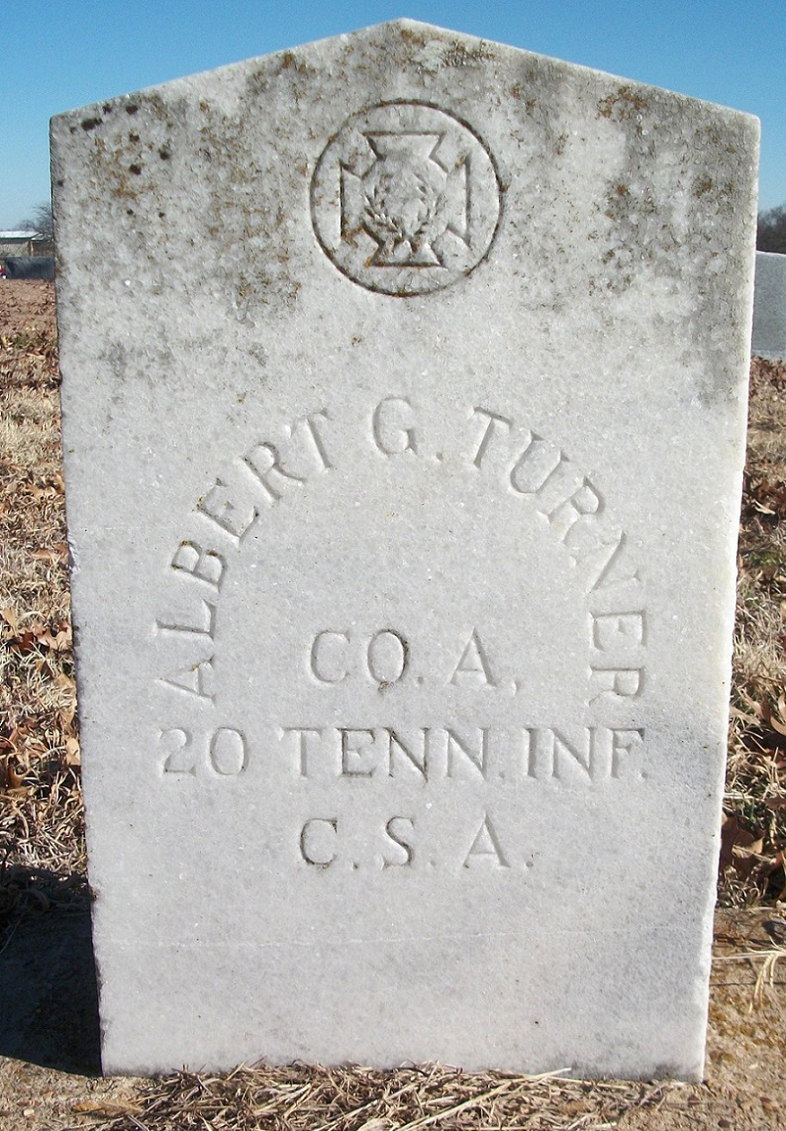 ALBERT G. TURNER
CO. A,
20 TENN. INF.
C. S. A.